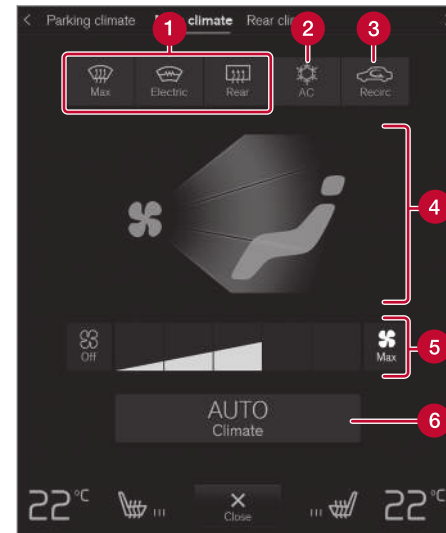 Parking climate climate Rear
1 2 3
Max Electric Rear AC Recirc
4
Off Max 5
AUTO
Climate 6
22°C 22°C
Close